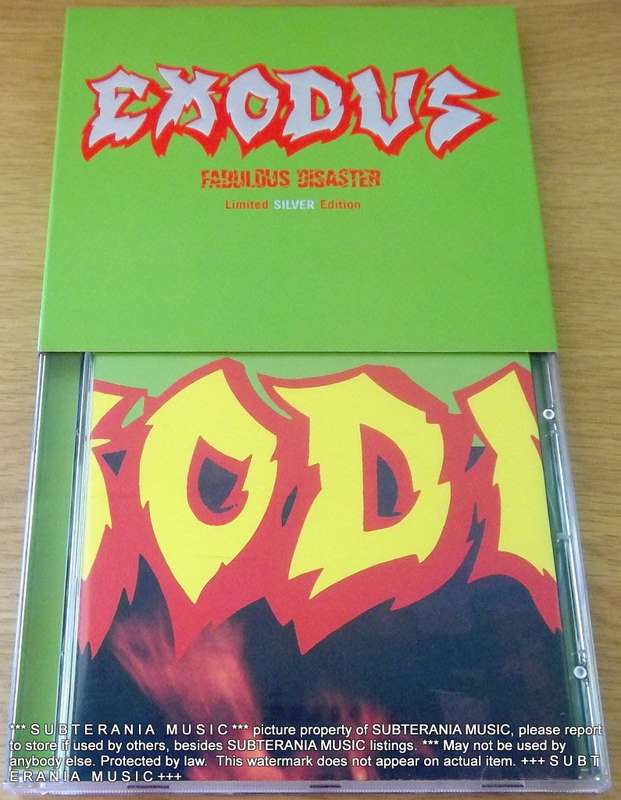 EXODUS
FABULOUS DISASTER
Limited SILVER Edition
XODU
*** S U B T E R A N I A   M U S I C *** picture property of SUBTERANIA MUSIC, please report
to store if used by others, besides SUBTERANIA MUSIC listings. *** May not be used by
anybody else. Protected by law.  This watermark does not appear on actual item. +++ S U B T
E R A N I A   M U S I C +++